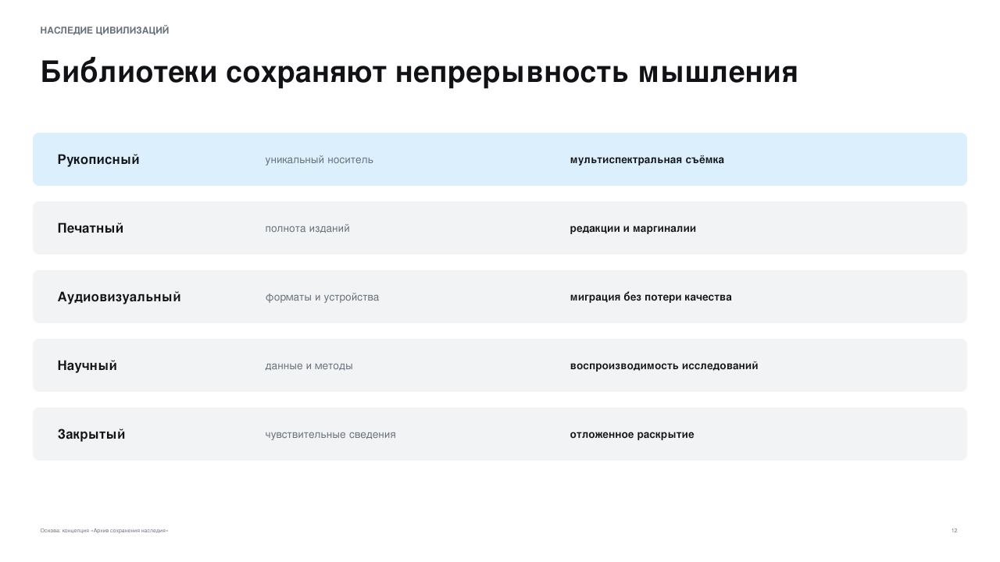 НАСЛЕДИЕ ЦИВИЛИЗАЦИЙ
Библиотеки сохраняют непрерывность мышления
Рукописный уникальный носитель мультиспектральная съёмка
Печатный полнота изданий редакции и маргиналии
Аудиовизуальный форматы и устройства миграция без потери качества
Научный данные и методы воспроизводимость исследований
Закрытый чувствительные сведения отложенное раскрытие
Основа: концепция «Архив сохранения наследия» 12